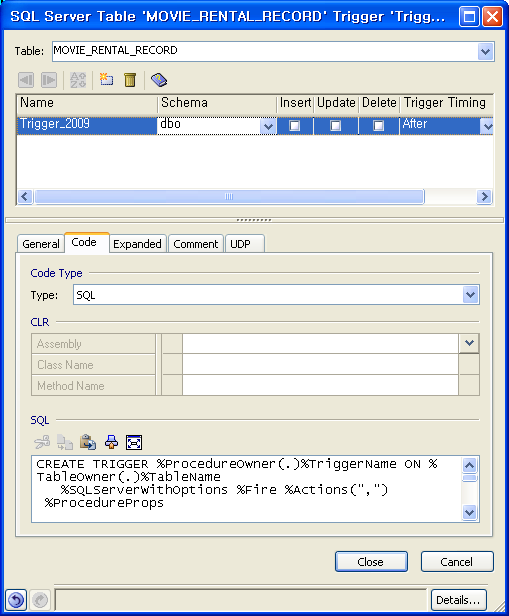 SQL Server Table 'MOVIE_RENTAL_RECORD' Trigger 'Trigg...
Table: MOVIE_RENTAL_RECORD
Name Schema Insert Update Delete Trigger Timing
Trigger_2009 dbo After
General Code Expanded Comment UDP
Code Type
Type: SQL
CLR
Assembly
Class Name
Method Name
SQL
CREATE TRIGGER %ProcedureOwner(.)%TriggerName ON %
TableOwner(.)%TableName
%SQLServerWithOptions %Fire %Actions(",")
%ProcedureProps
Close Cancel
Details...